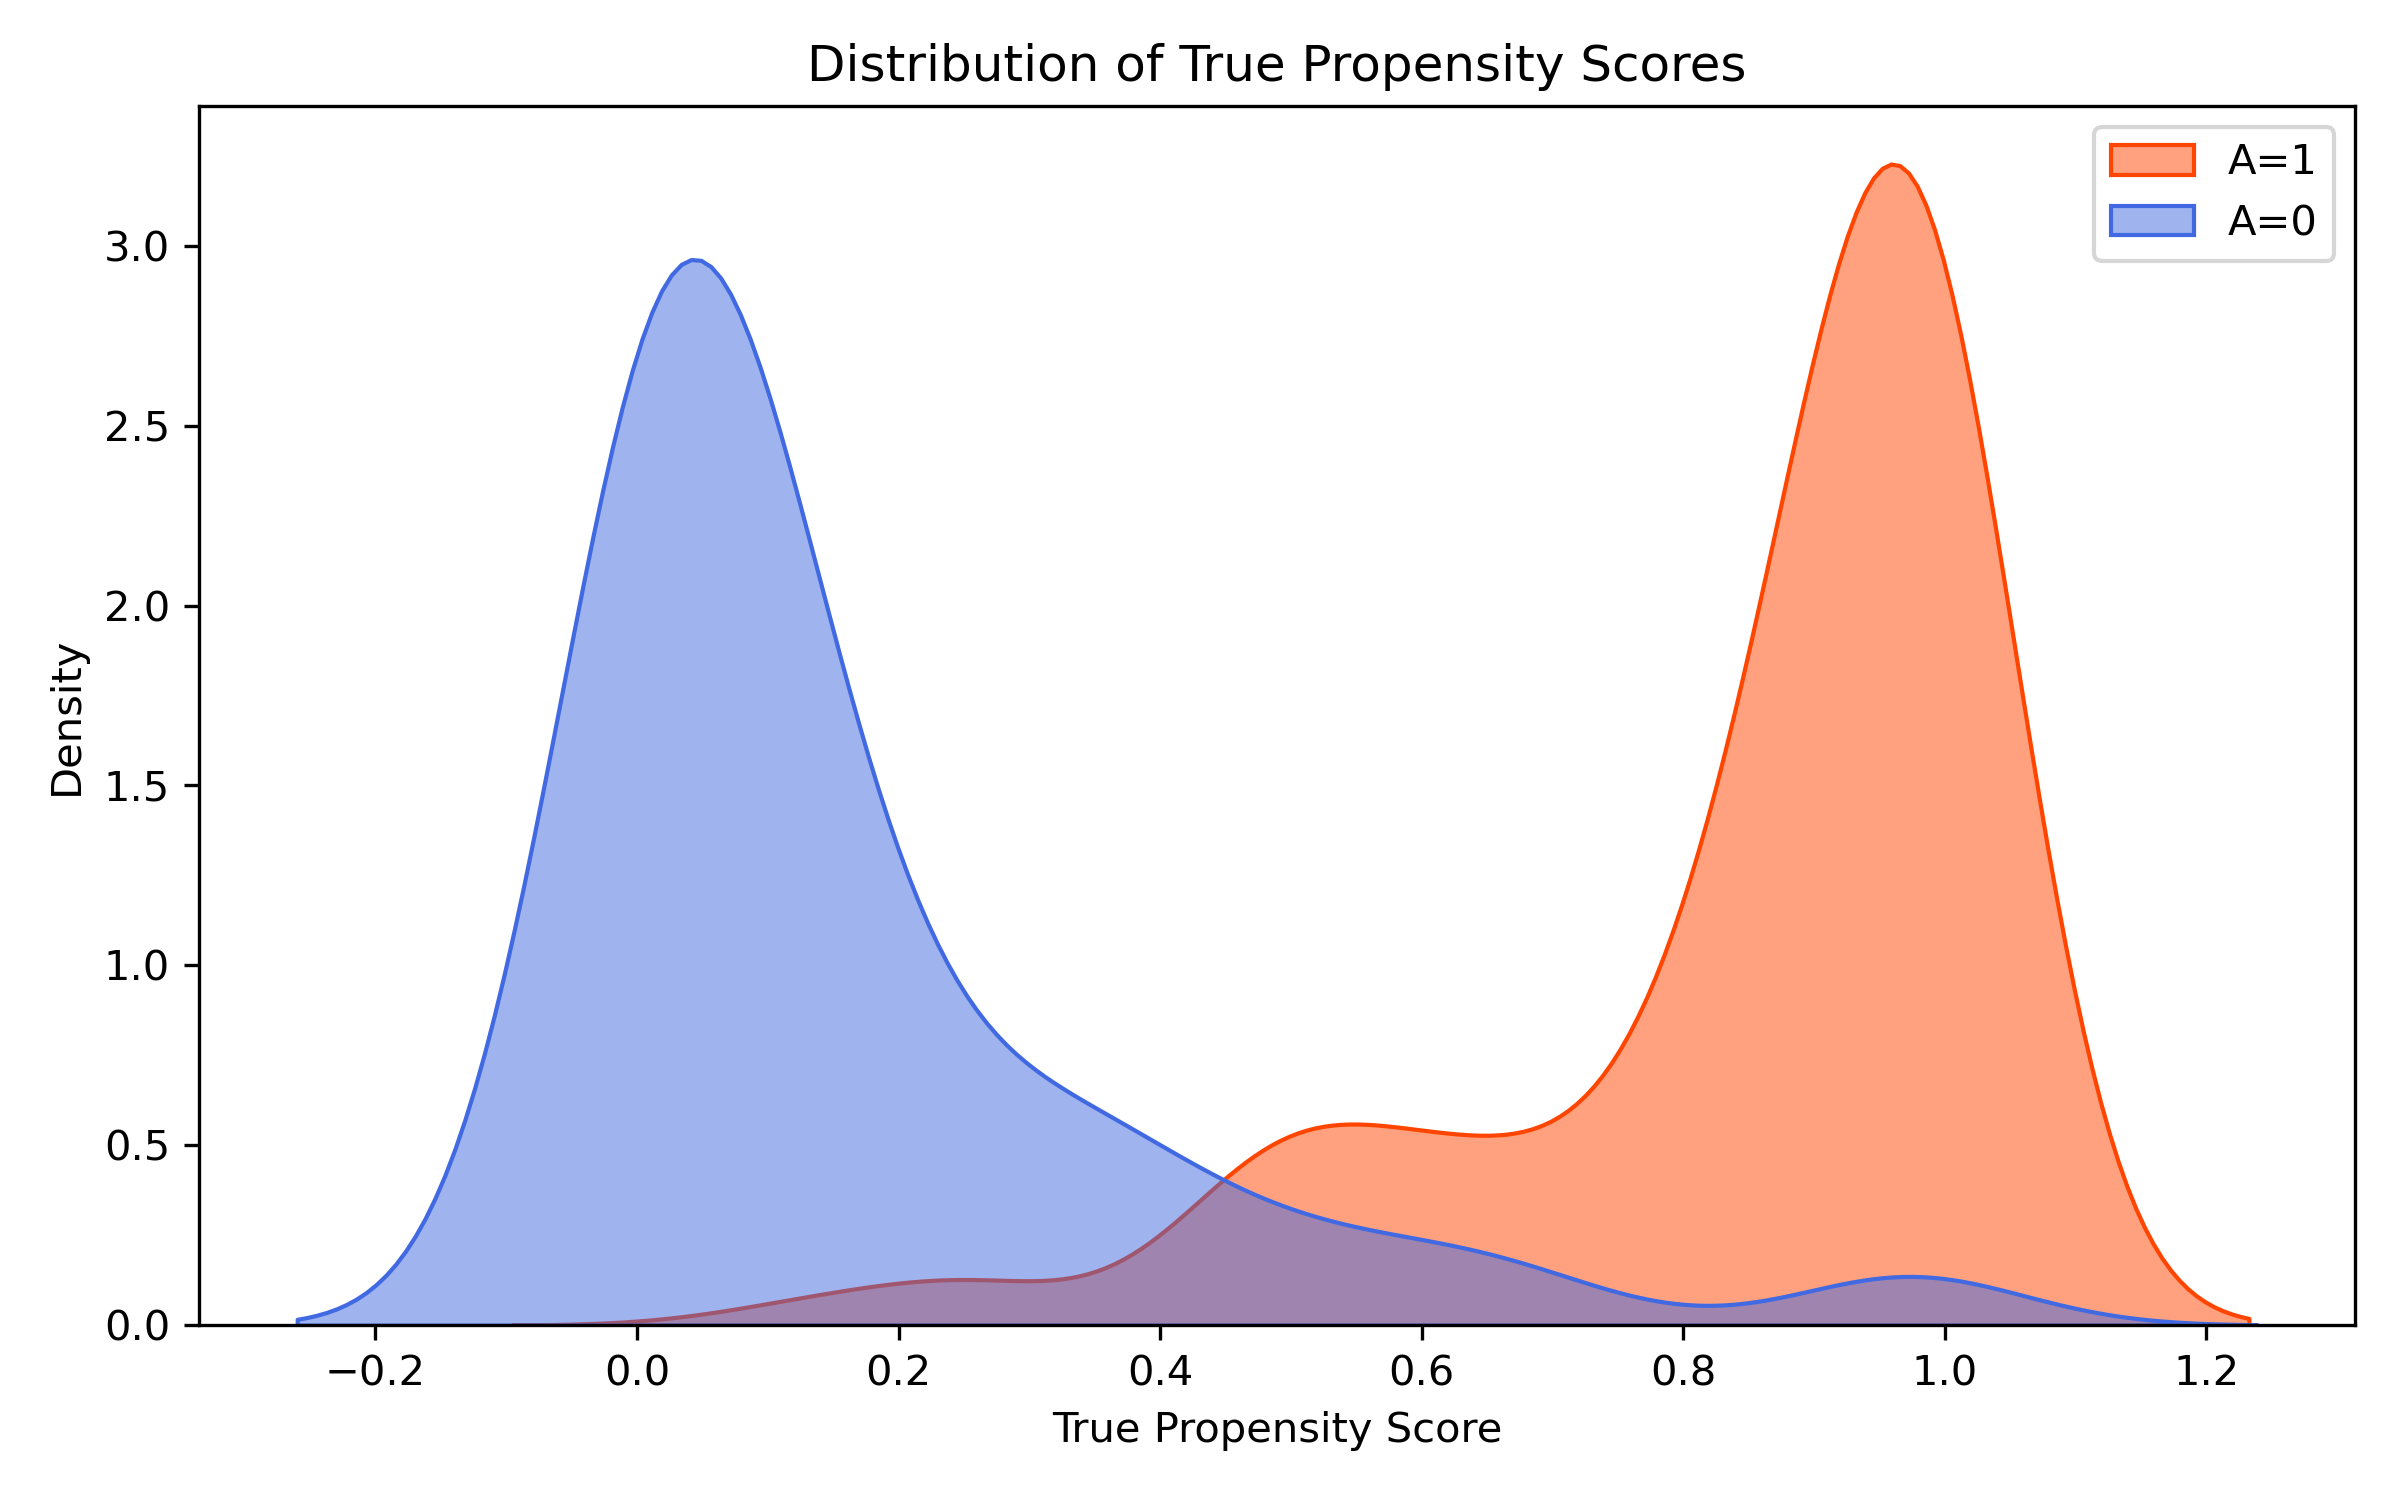 Distribution of True Propensity Scores
A=1
A=0
Density
3.0
2.5
2.0
1.5
1.0
0.5
0.0
−0.2 0.0 0.2 0.4 0.6 0.8 1.0 1.2
True Propensity Score